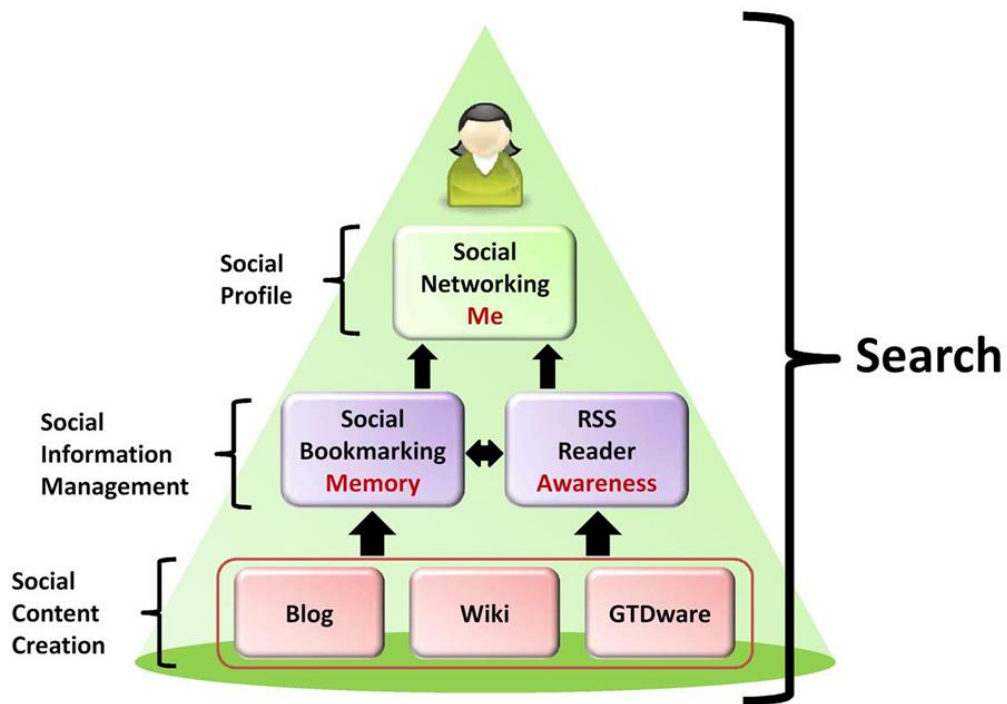 Social
Profile
Social
Networking
Me
Search
Social
Information
Management
Social
Bookmarking
Memory
RSS
Reader
Awareness
Social
Content
Creation
Blog
Wiki
GTDware